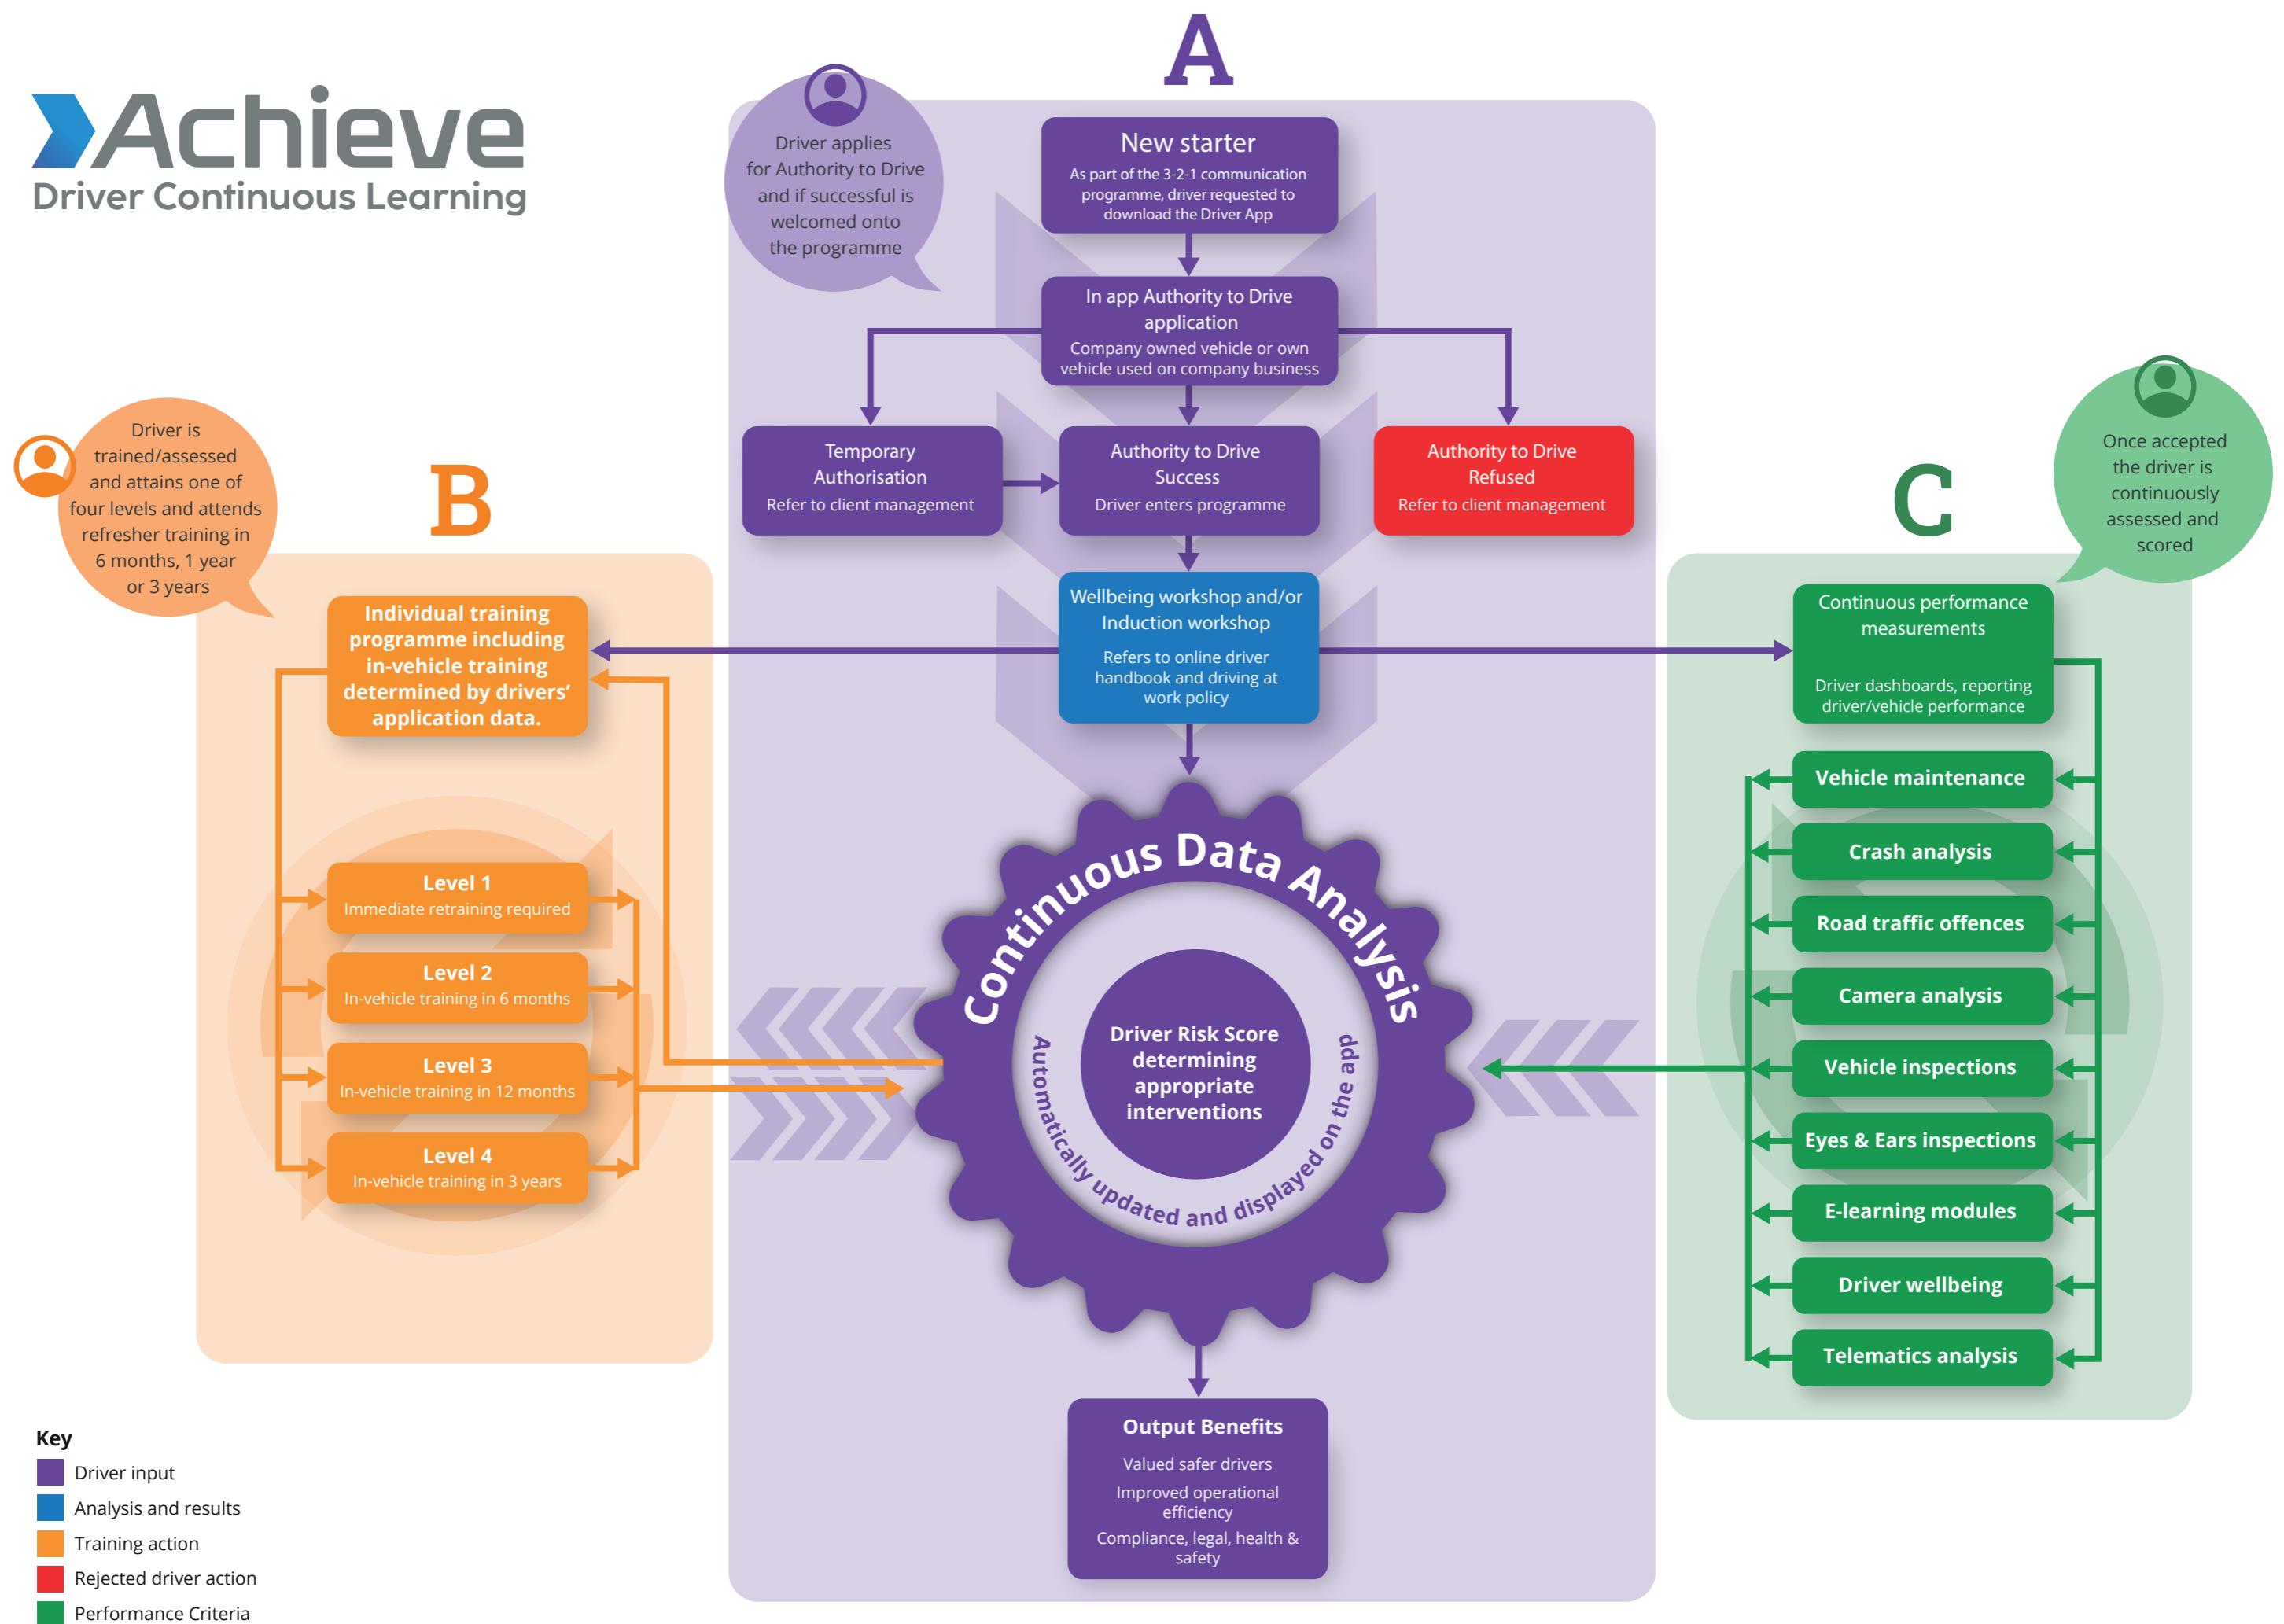 Achieve
Driver Continuous Learning
A
Driver applies
for Authority to Drive
and if successful is
welcomed onto
the programme
New starter
As part of the 3-2-1 communication
programme, driver requested to
download the Driver App
In app Authority to Drive
application
Company owned vehicle or own
vehicle used on company business
Temporary
Authorisation
Refer to client management
Authority to Drive
Success
Driver enters programme
Authority to Drive
Refused
Refer to client management
Wellbeing workshop and/or
Induction workshop
Refers to online driver
handbook and driving at
work policy
Continuous Data Analysis
Driver Risk Score
determining
appropriate
interventions
Automatically updated and displayed on the app
Output Benefits
Valued safer drivers
Improved operational
efficiency
Compliance, legal, health &
safety
B
Driver is
trained/assessed
and attains one of
four levels and attends
refresher training in
6 months, 1 year
or 3 years
Individual training
programme including
in-vehicle training
determined by drivers’
application data.
Level 1
Immediate retraining required
Level 2
In-vehicle training in 6 months
Level 3
In-vehicle training in 12 months
Level 4
In-vehicle training in 3 years
C
Once accepted
the driver is
continuously
assessed and
scored
Continuous performance
measurements
Driver dashboards, reporting
driver/vehicle performance
Vehicle maintenance
Crash analysis
Road traffic offences
Camera analysis
Vehicle inspections
Eyes & Ears inspections
E-learning modules
Driver wellbeing
Telematics analysis
Key
Driver input
Analysis and results
Training action
Rejected driver action
Performance Criteria